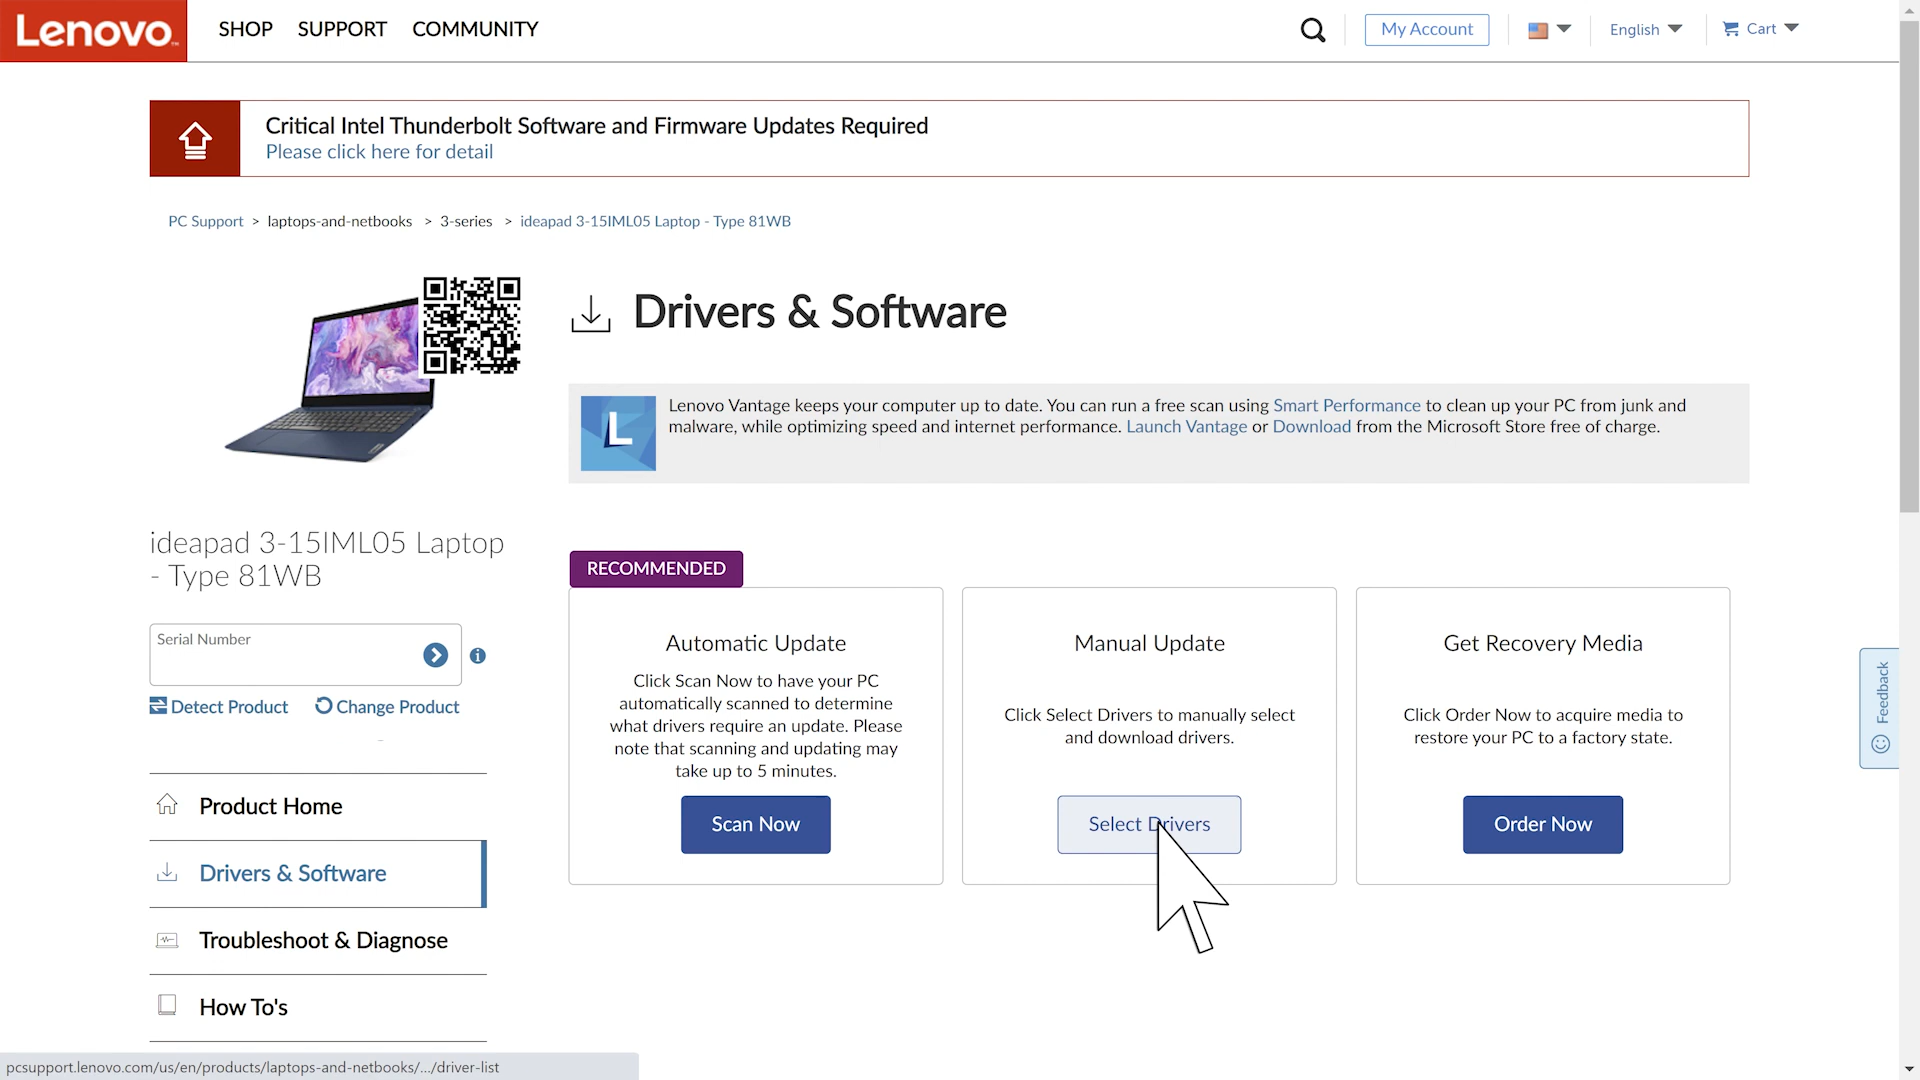 Lenovo
SHOP SUPPORT COMMUNITY
My Account
English
Cart
Critical Intel Thunderbolt Software and Firmware Updates Required
Please click here for detail
PC Support > laptops-and-netbooks > 3-series > ideapad 3-15IML05 Laptop - Type 81WB
Drivers & Software
L
Lenovo Vantage keeps your computer up to date. You can run a free scan using Smart Performance to clean up your PC from junk and
malware, while optimizing speed and internet performance. Launch Vantage or Download from the Microsoft Store free of charge.
ideapad 3-15IML05 Laptop
- Type 81WB
Serial Number
Detect Product
Change Product
Product Home
Drivers & Software
Troubleshoot & Diagnose
How To's
RECOMMENDED
Automatic Update
Click Scan Now to have your PC
automatically scanned to determine
what drivers require an update. Please
note that scanning and updating may
take up to 5 minutes.
Scan Now
Manual Update
Click Select Drivers to manually select
and download drivers.
Select Drivers
Get Recovery Media
Click Order Now to acquire media to
restore your PC to a factory state.
Order Now
Feedback
pcsupport.lenovo.com/us/en/products/laptops-and-netbooks/.../driver-list